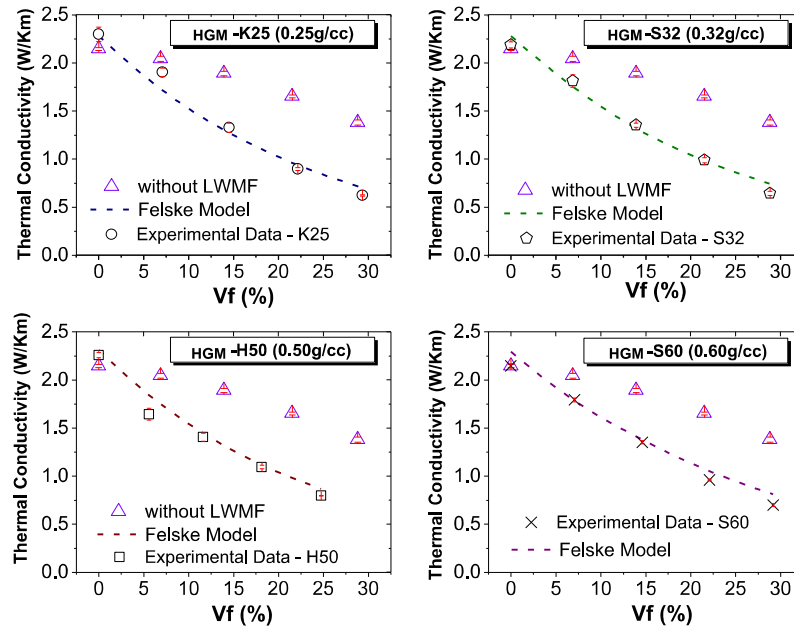 HGM -K25 (0.25g/cc)
Thermal Conductivity (W/Km)
2.5
2.0
1.5
1.0
0.5
0.0
without LWMF
Felske Model
Experimental Data - K25
0 5 10 15 20 25 30
Vf (%)
HGM -S32 (0.32g/cc)
Thermal Conductivity (W/Km)
2.5
2.0
1.5
1.0
0.5
0.0
without LWMF
Felske Model
Experimental Data - S32
0 5 10 15 20 25 30
Vf (%)
HGM -H50 (0.50g/cc)
Thermal Conductivity (W/Km)
2.5
2.0
1.5
1.0
0.5
0.0
without LWMF
Felske Model
Experimental Data - H50
0 5 10 15 20 25 30
Vf (%)
HGM -S60 (0.60g/cc)
Thermal Conductivity (W/Km)
2.5
2.0
1.5
1.0
0.5
0.0
Experimental Data - S60
Felske Model
0 5 10 15 20 25 30
Vf (%)